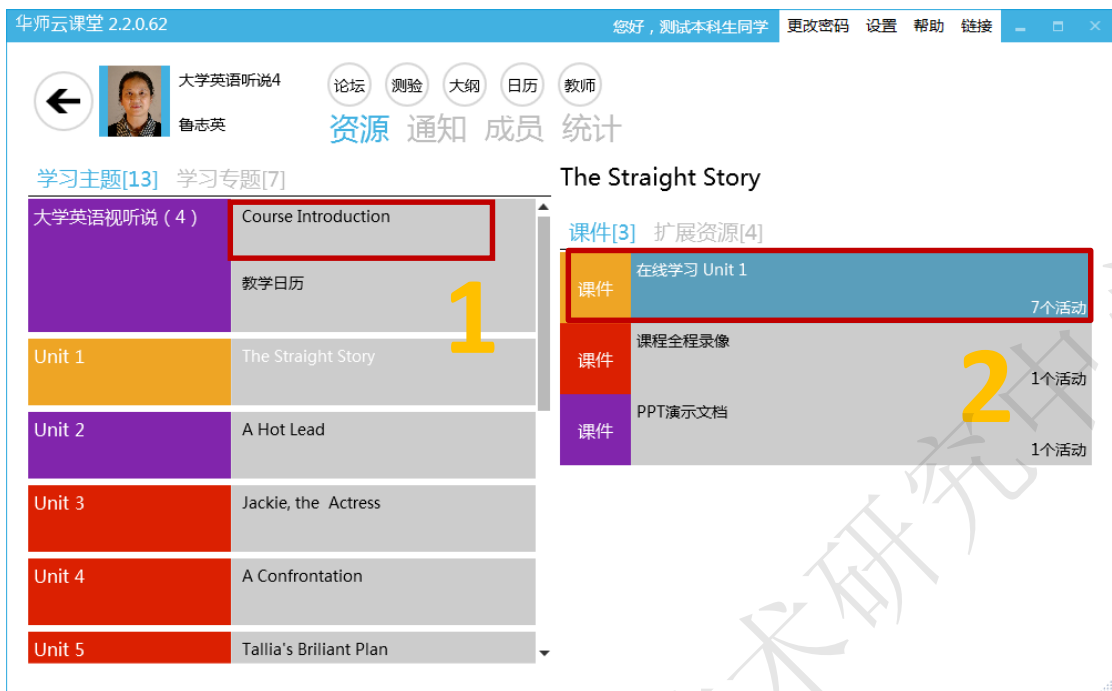 华师云课堂 2.2.0.62 您好，测试本科生同学 更改密码 设置 帮助 链接
大学英语听说4
鲁志英
论坛 测验 大纲 日历 教师
资源 通知 成员 统计
学习主题[13] 学习专题[7]
大学英语视听说（4） Course Introduction
教学日历
1
Unit 1 The Straight Story
Unit 2 A Hot Lead
Unit 3 Jackie, the Actress
Unit 4 A Confrontation
Unit 5 Tallia's Briliant Plan
The Straight Story
课件[3] 扩展资源[4]
课件 在线学习 Unit 1
7个活动
课件 课程全程录像
1个活动
2
课件 PPT演示文档
1个活动
术研究中